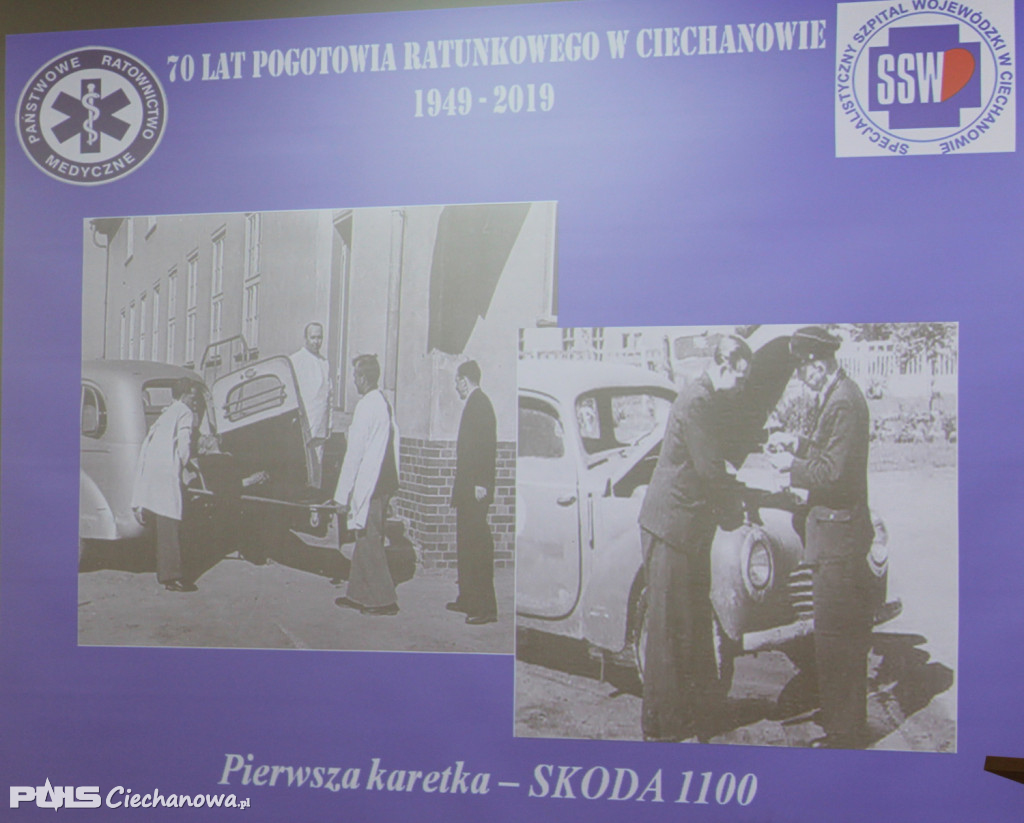 70 LAT POGOTOWIA RATUNKOWEGO W CIECHANOWIE
1949 - 2019
PAŃSTWOWE RATOWNICTWO
MEDYCZNE
SPECJALISTYCZNY SZPITAL WOJEWÓDZKI W CIECHANOWIE
SSW
Pierwsza karetka – SKODA 1100
PULS Ciechanowa.pl